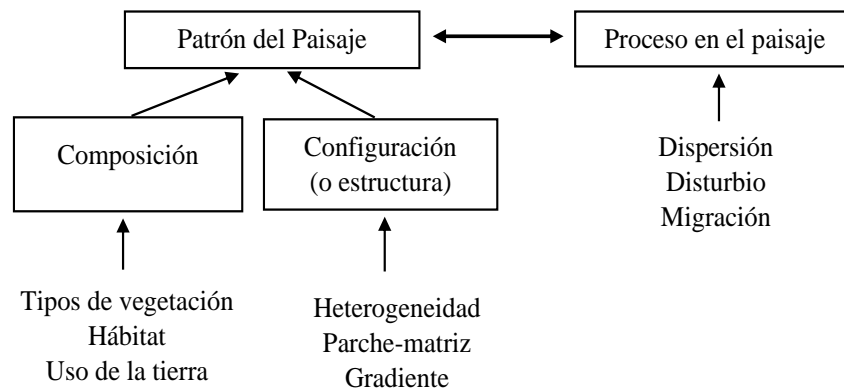 Patrón del Paisaje
Proceso en el paisaje
Composición
Configuración
(o estructura)
Dispersión
Disturbio
Migración
Tipos de vegetación
Hábitat
Uso de la tierra
Heterogeneidad
Parche-matriz
Gradiente